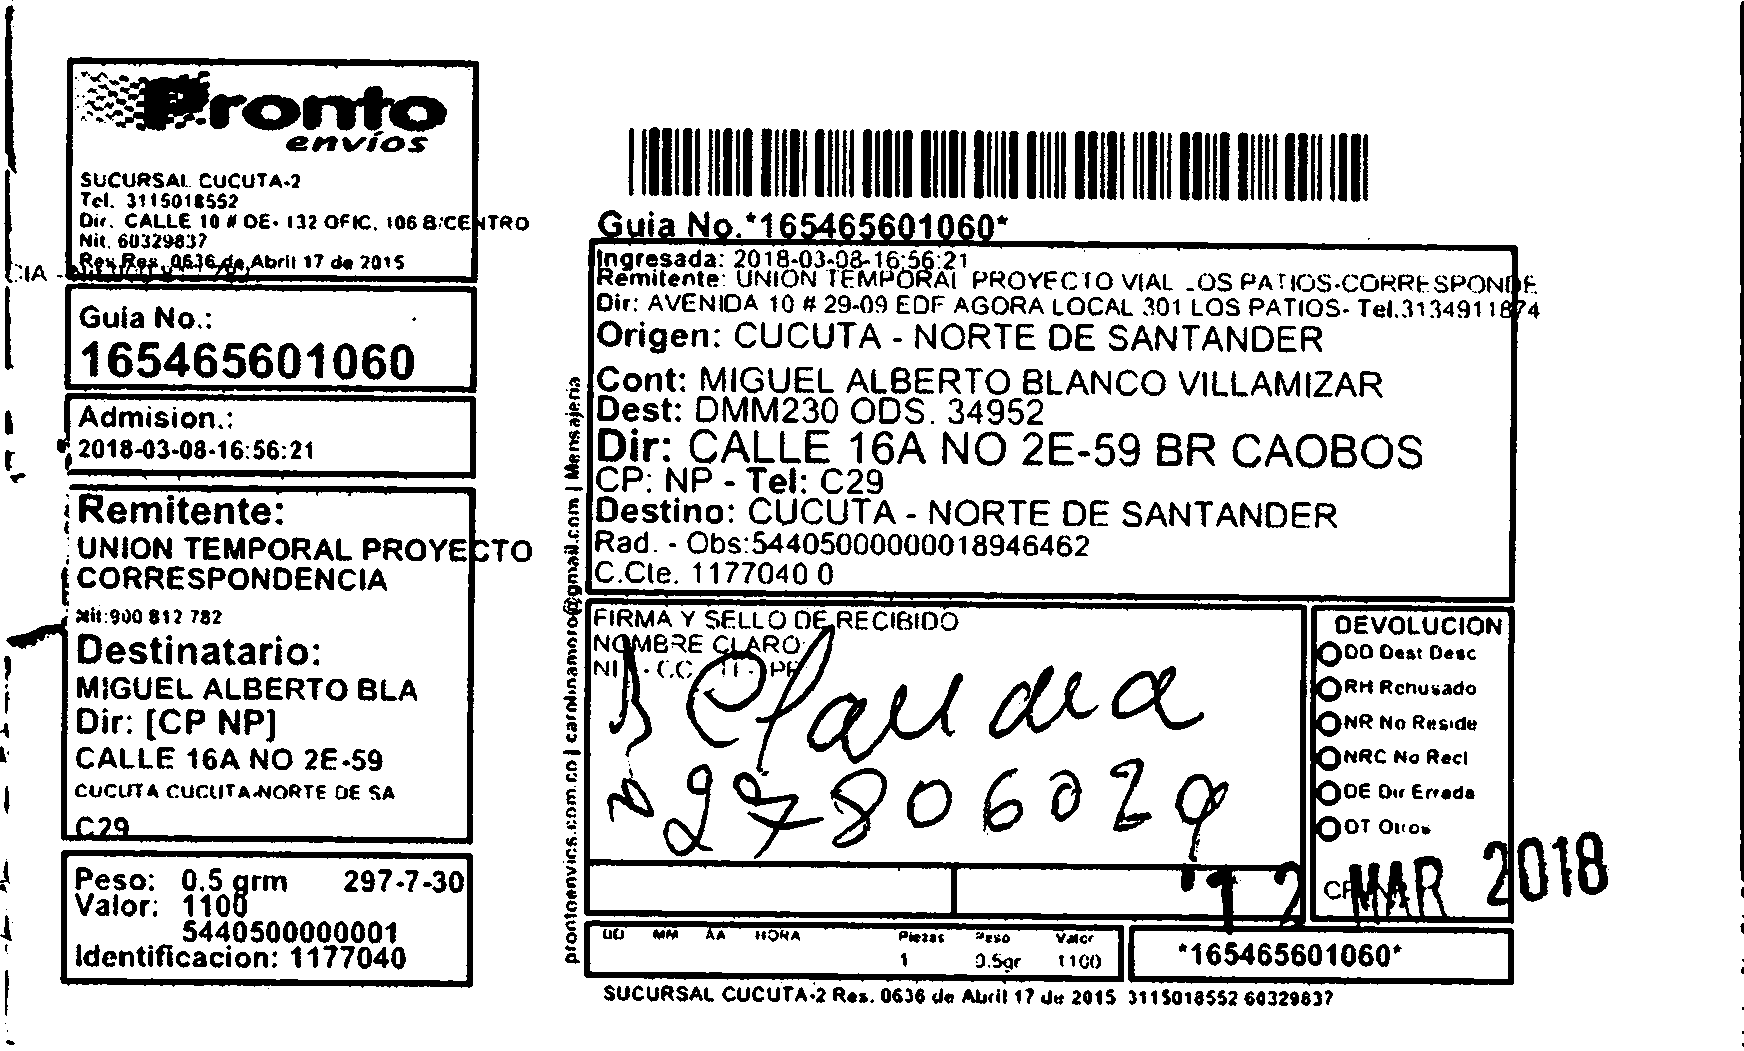 Pronto
envíos
SUCURSAL CUCUTA-2
Tel. 3115018552
Dir. CALLE 10 # DE- 132 OFIC. 106 B/CENTRO
Nit. 60329837
Res Res. 0636 de Abril 17 de 2015
CIA
Guia No.:
165465601060
Admision.:
2018-03-08-16:56:21
Remitente:
UNION TEMPORAL PROYECTO
CORRESPONDENCIA
Nit:900 812 782
Destinatario:
MIGUEL ALBERTO BLA
Dir: [CP NP]
CALLE 16A NO 2E-59
CUCUTA CUCUTA-NORTE DE SA
C29
Peso: 0.5 grm 297-7-30
Valor: 1100
5440500000001
Identificacion: 1177040
prontoenvios.com.co | carolinamoro@gmail.com | Mensajeria
Guia No.*165465601060*
Ingresada: 2018-03-08-16:56:21
Remitente: UNION TEMPORAL PROYECTO VIAL LOS PATIOS-CORRESPONDE
Dir: AVENIDA 10 # 29-09 EDF AGORA LOCAL 301 LOS PATIOS- Tel.3134911874
Origen: CUCUTA - NORTE DE SANTANDER
Cont: MIGUEL ALBERTO BLANCO VILLAMIZAR
Dest: DMM230 ODS. 34952
Dir: CALLE 16A NO 2E-59 BR CAOBOS
CP: NP - Tel: C29
Destino: CUCUTA - NORTE DE SANTANDER
Rad. - Obs:54405000000018946462
C.Cte. 1177040 0
FIRMA Y SELLO DE RECIBIDO
NOMBRE CLARO
Claudia
27806029
DEVOLUCION
DD Dest Desc
RH Rehusado
NR No Reside
NRC No Recl
DE Dir Errada
OT Otros
12 MAR 2018
DD MM AA HORA Piezas Peso Valor
1 0.5gr 1100
*165465601060*
SUCURSAL CUCUTA-2 Res. 0636 de Abril 17 de 2015 3115018552 60329837